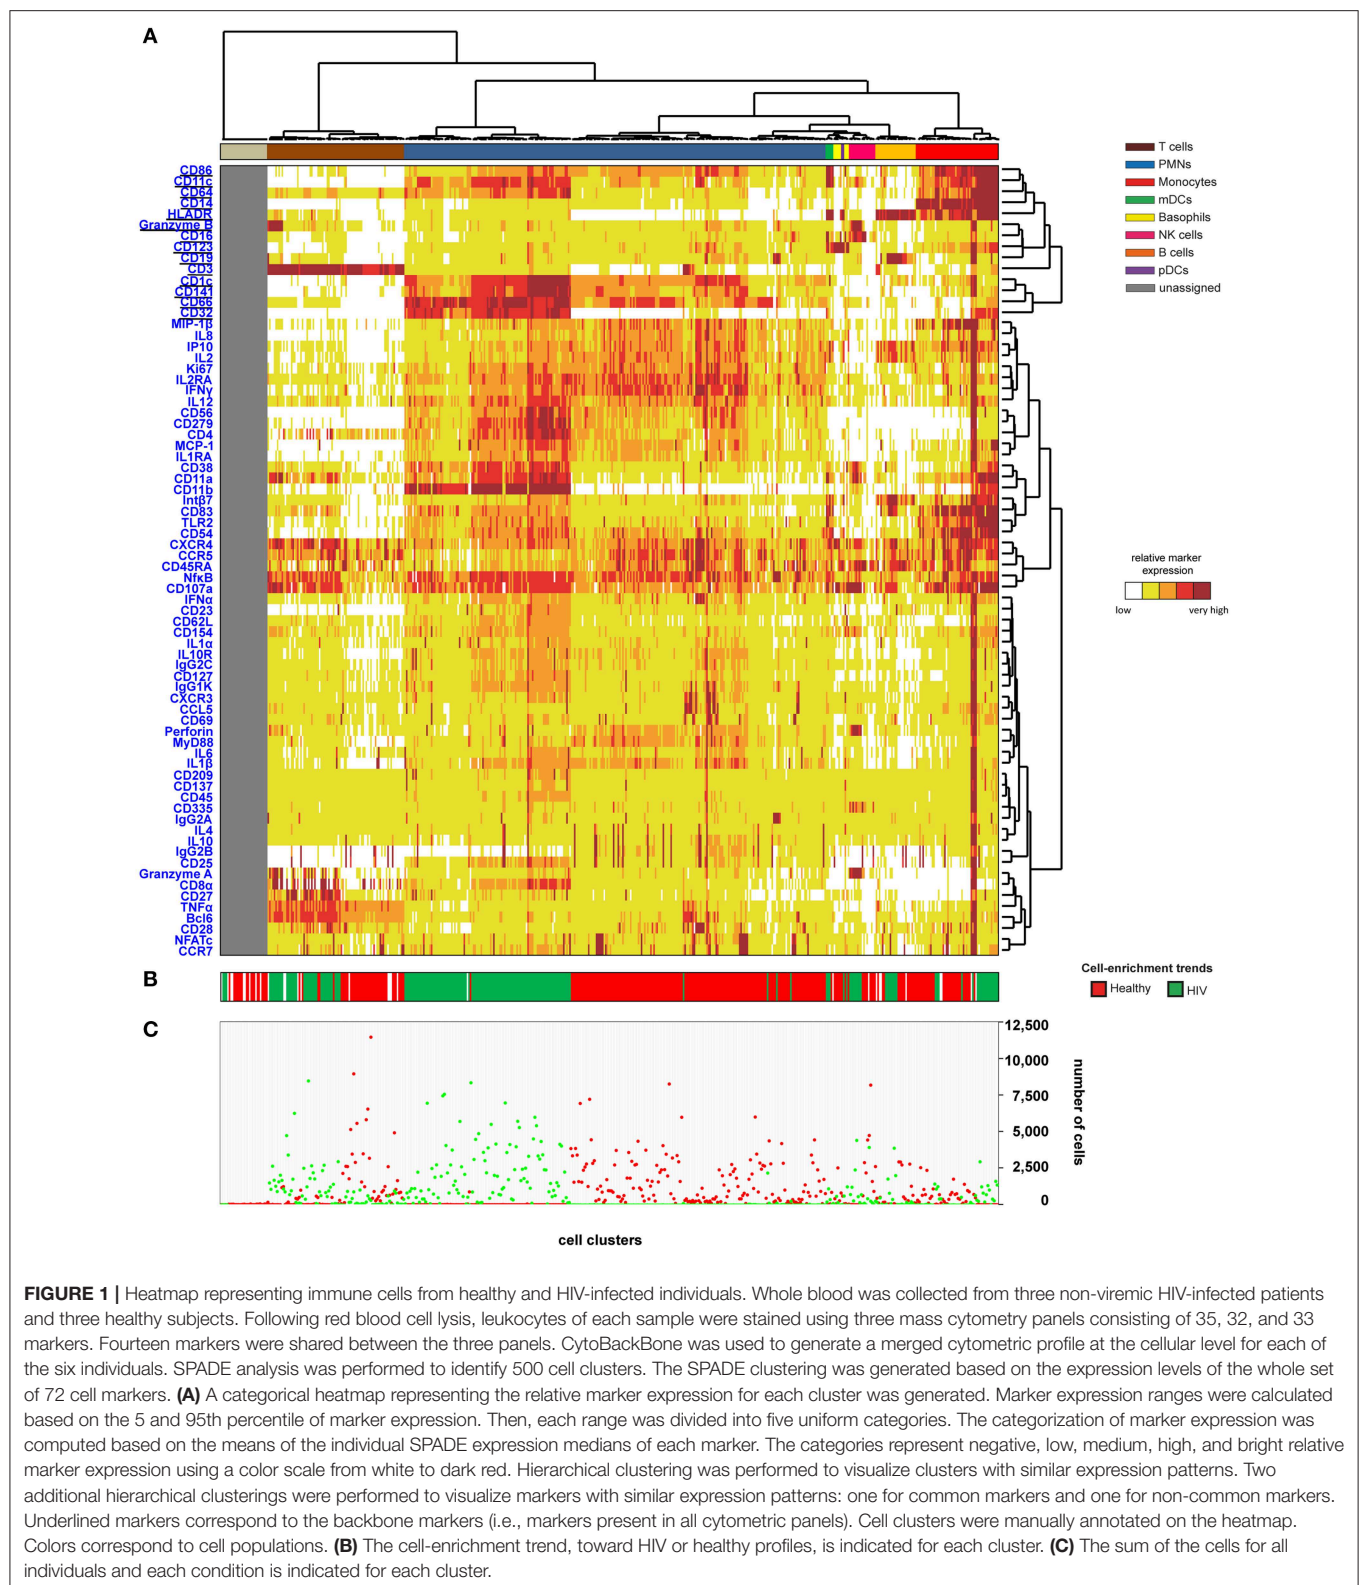 A
T cells
PMNs
Monocytes
mDCs
Basophils
NK cells
B cells
pDCs
unassigned
CD86
CD11c
CD64
CD14
HLADR
Granzyme B
CD16
CD123
CD19
CD3
CD1c
CD141
CD66
CD32
MIP-1β
IL8
IP10
IL2
Ki67
IL2RA
IFNγ
IL12
CD56
CD279
CD4
MCP-1
IL1RA
CD38
CD11a
CD11b
Intβ7
CD83
TLR2
CD54
CXCR4
CCR5
CD45RA
NfκB
CD107a
IFNα
CD23
CD62L
CD154
IL1α
IL10R
IgG2C
CD127
IgG1K
CXCR3
CCL5
CD69
Perforin
MyD88
IL6
IL1β
CD209
CD137
CD45
CD335
IgG2A
IL4
IL10
IgG2B
CD25
Granzyme A
CD8α
CD27
TNFα
Bcl6
CD28
NFATc
CCR7
relative marker
expression
low very high
B
Cell-enrichment trends
Healthy HIV
C
12,500
10,000
7,500
5,000
2,500
0
number of cells
cell clusters
FIGURE 1 | Heatmap representing immune cells from healthy and HIV-infected individuals. Whole blood was collected from three non-viremic HIV-infected patients
and three healthy subjects. Following red blood cell lysis, leukocytes of each sample were stained using three mass cytometry panels consisting of 35, 32, and 33
markers. Fourteen markers were shared between the three panels. CytoBackBone was used to generate a merged cytometric profile at the cellular level for each of
the six individuals. SPADE analysis was performed to identify 500 cell clusters. The SPADE clustering was generated based on the expression levels of the whole set
of 72 cell markers. (A) A categorical heatmap representing the relative marker expression for each cluster was generated. Marker expression ranges were calculated
based on the 5 and 95th percentile of marker expression. Then, each range was divided into five uniform categories. The categorization of marker expression was
computed based on the means of the individual SPADE expression medians of each marker. The categories represent negative, low, medium, high, and bright relative
marker expression using a color scale from white to dark red. Hierarchical clustering was performed to visualize clusters with similar expression patterns. Two
additional hierarchical clusterings were performed to visualize markers with similar expression patterns: one for common markers and one for non-common markers.
Underlined markers correspond to the backbone markers (i.e., markers present in all cytometric panels). Cell clusters were manually annotated on the heatmap.
Colors correspond to cell populations. (B) The cell-enrichment trend, toward HIV or healthy profiles, is indicated for each cluster. (C) The sum of the cells for all
individuals and each condition is indicated for each cluster.